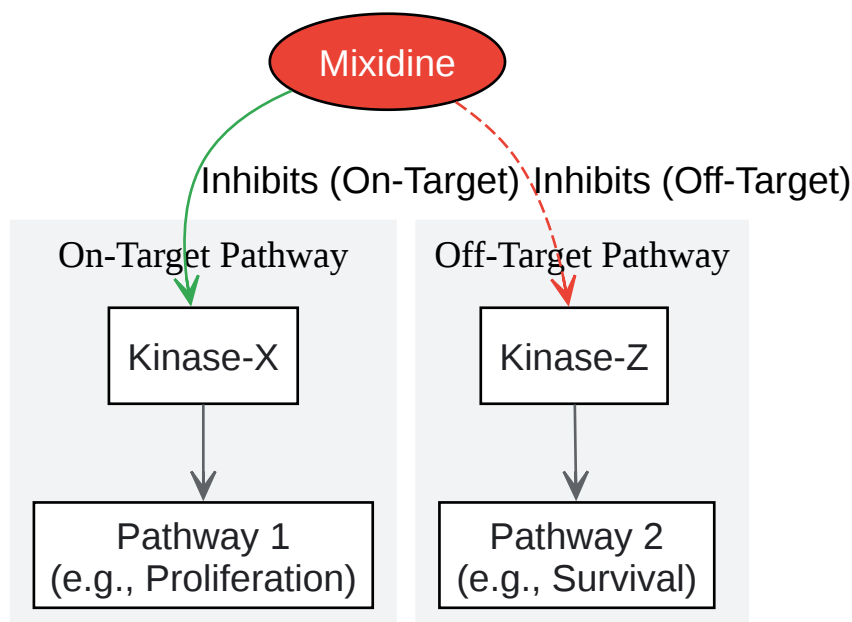 Mixidine
Inhibits (On-Target)
Inhibits (Off-Target)
On-Target Pathway
Off-Target Pathway
Kinase-X
Kinase-Z
Pathway 1
(e.g., Proliferation)
Pathway 2
(e.g., Survival)